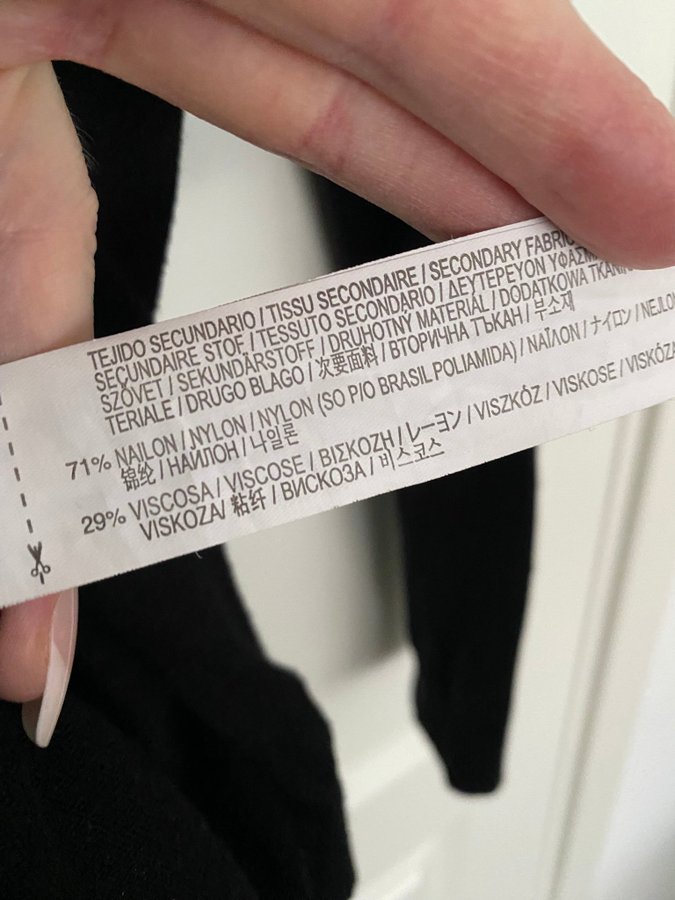 TEJIDO SECUNDARIO / TISSU SECONDAIRE / SECONDARY FABRIC
SECUNDAIRE STOF / TESSUTO SECONDARIO / ΔΕΥΤΕΡΕΥΟΝ ΥΦΑΣΜ
SZÖVET / SEKUNDÄRSTOFF / DRUHOTNÝ MATERIÁL / DODATKOWA TKANIN
TERIALE / DRUGO BLAGO / 次要面料 / ВТОРИЧНА ТЪКАН / 부소재
71% NAILON / NYLON / NYLON (SO P/O BRASIL POLIAMIDA) / ΝΑΪΛΟΝ / ナイロン / NEJLON
锦纶 / НАЙЛОН / 나일론
29% VISCOSA / VISCOSE / ΒΙΣΚΟΖΗ / レーヨン / VISZKÓZ / VISKOSE / VISKÓZA
VISKOZA/ 粘纤 / ВИСКОЗА / 비스코스